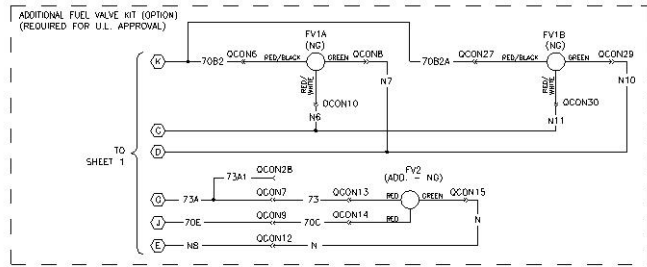 ADDITIONAL FUEL VALVE KIT (OPTION)
(REQUIRED FOR U.L. APPROVAL)
FV1A
(NG)
FV1B
(NG)
K
70B2
QCON6
RED/BLACK
GREEN
QCON8
70B2A
QCON27
RED/BLACK
GREEN
QCON29
N7
N10
RED/
WHITE
QCON10
N6
RED/
WHITE
QCON30
N11
C
D
TO
SHEET 1
QCON28
73A1
FV2
(ADD. - NG)
G
73A
QCON7
73
QCON13
RED
GREEN
QCON15
J
70E
QCON9
70C
QCON14
RED
N
E
N8
QCON12
N